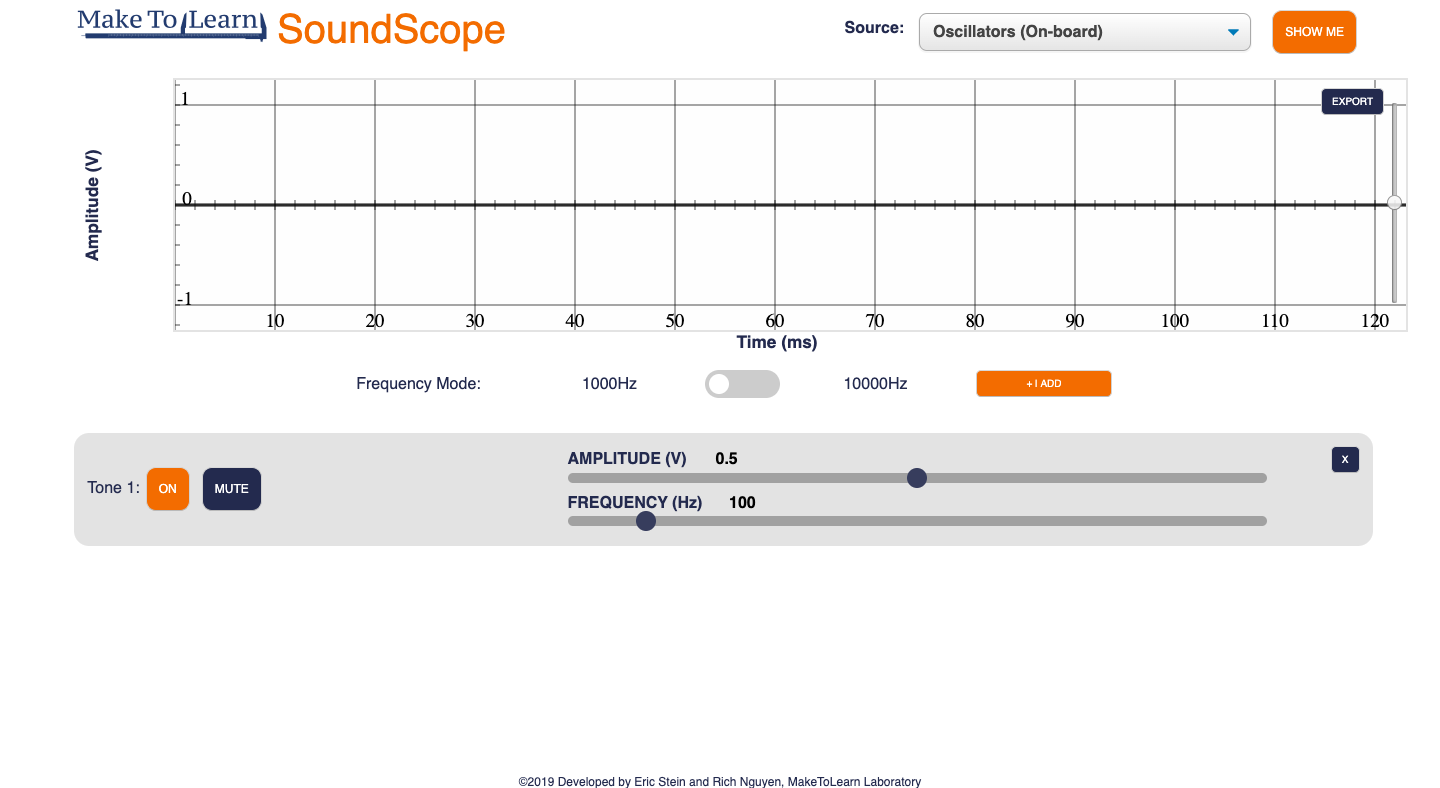 Make To Learn SoundScope
Source: Oscillators (On-board) SHOW ME
EXPORT
1
0
-1
Amplitude (V)
10 20 30 40 50 60 70 80 90 100 110 120
Time (ms)
Frequency Mode: 1000Hz 10000Hz + I ADD
Tone 1: ON MUTE
AMPLITUDE (V) 0.5
FREQUENCY (Hz) 100
X
©2019 Developed by Eric Stein and Rich Nguyen, MakeToLearn Laboratory